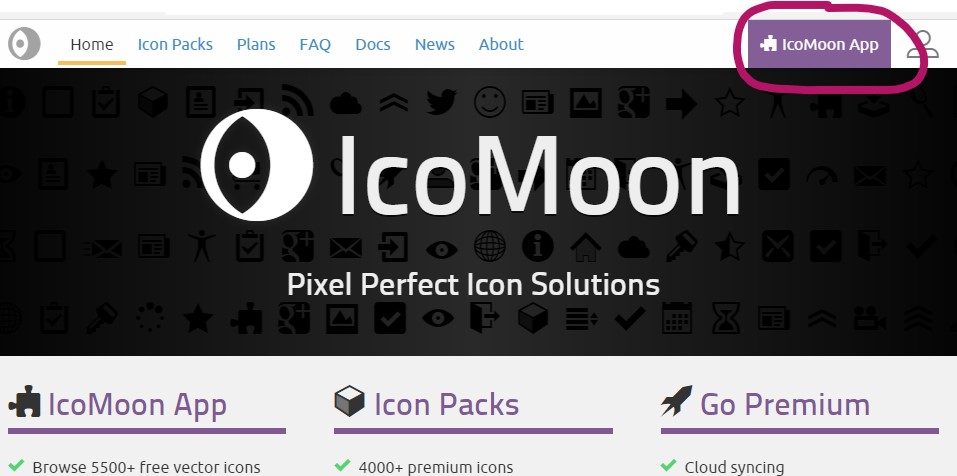 Home Icon Packs Plans FAQ Docs News About IcoMoon App
IcoMoon
Pixel Perfect Icon Solutions
IcoMoon App
Browse 5500+ free vector icons
Icon Packs
4000+ premium icons
Go Premium
Cloud syncing